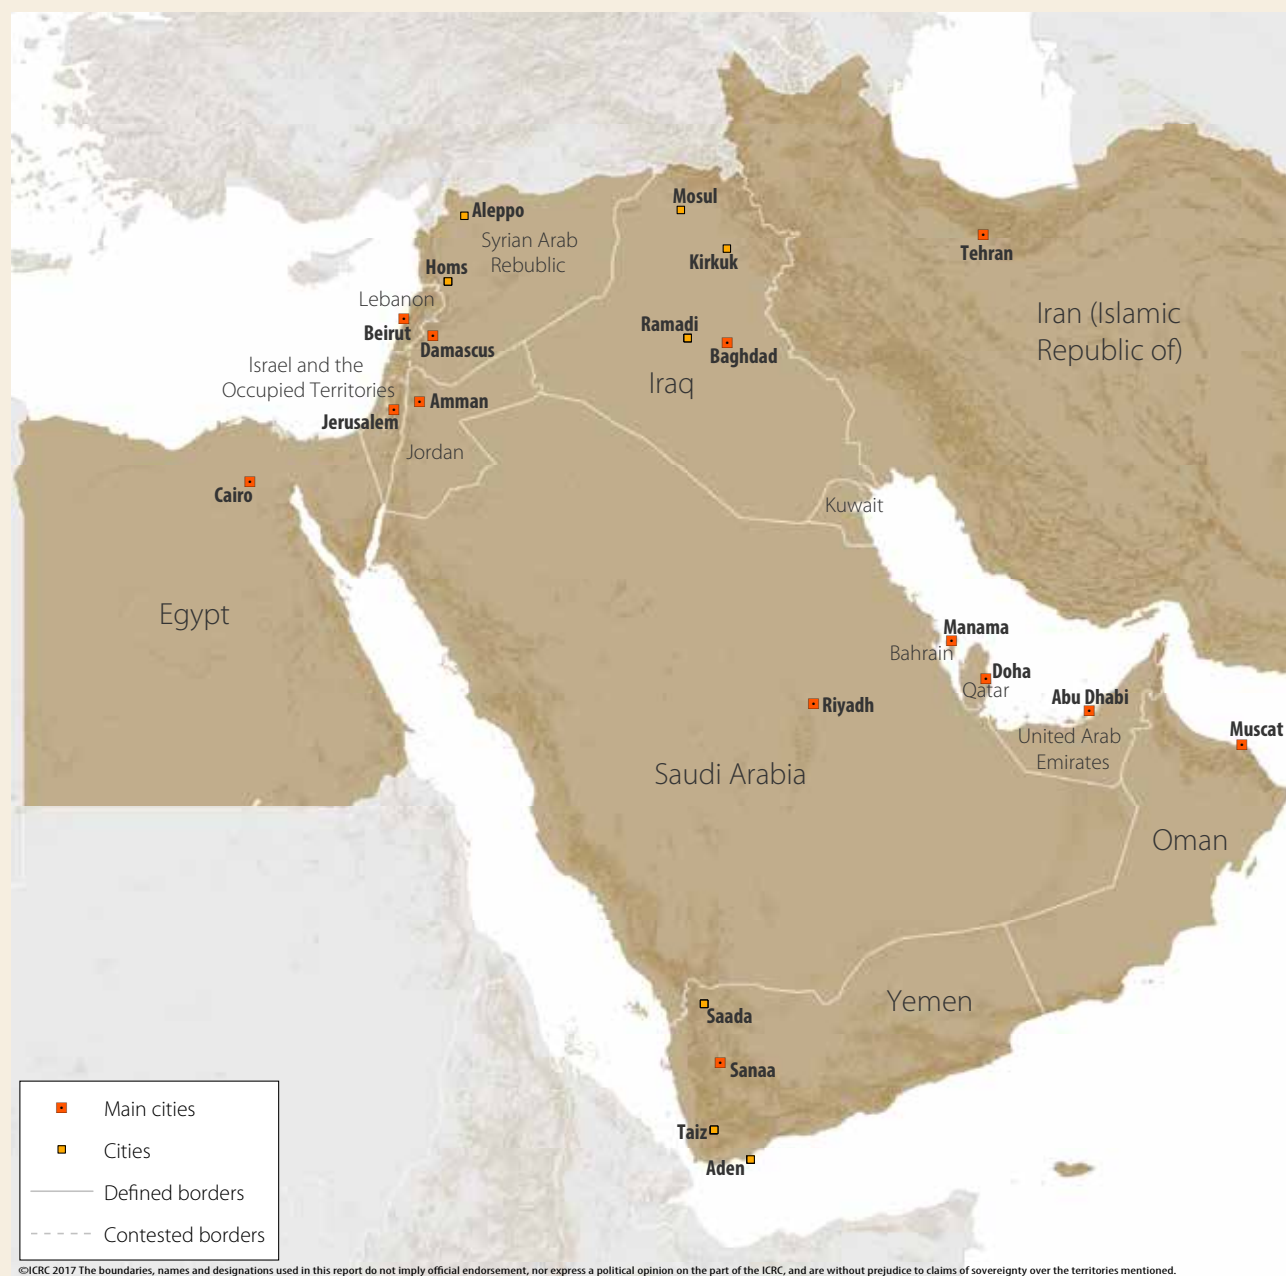 Aleppo
Mosul
Syrian Arab
Rebublic
Kirkuk
Tehran
Homs
Lebanon
Beirut
Damascus
Ramadi
Baghdad
Iran (Islamic
Republic of)
Israel and the
Occupied Territories
Iraq
Amman
Jerusalem
Jordan
Cairo
Kuwait
Egypt
Manama
Bahrain
Doha
Qatar
Abu Dhabi
Riyadh
United Arab
Emirates
Muscat
Saudi Arabia
Oman
Yemen
Saada
Sanaa
Taiz
Aden
Main cities
Cities
Defined borders
Contested borders
©ICRC 2017 The boundaries, names and designations used in this report do not imply official endorsement, nor express a political opinion on the part of the ICRC, and are without prejudice to claims of sovereignty over the territories mentioned.